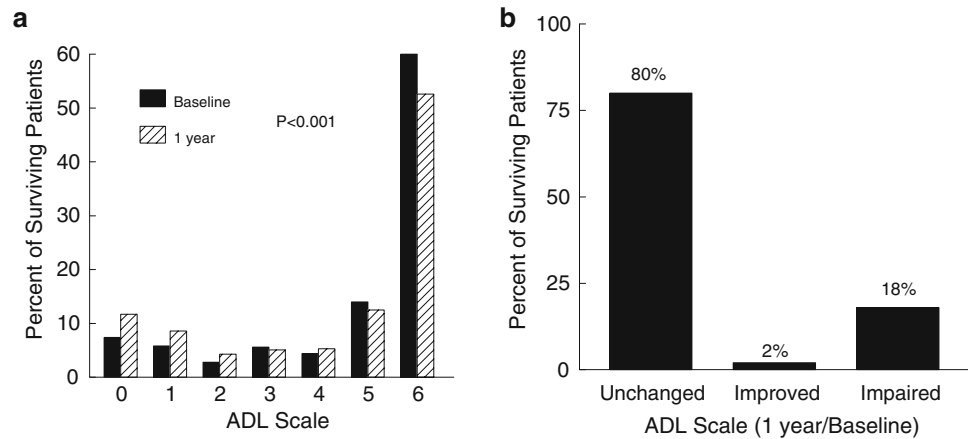 a
Percent of Surviving Patients
60
50
40
30
20
10
0
Baseline
1 year
P<0.001
0 1 2 3 4 5 6
ADL Scale
b
Percent of Surviving Patients
100
75
50
25
0
80%
2%
18%
Unchanged Improved Impaired
ADL Scale (1 year/Baseline)